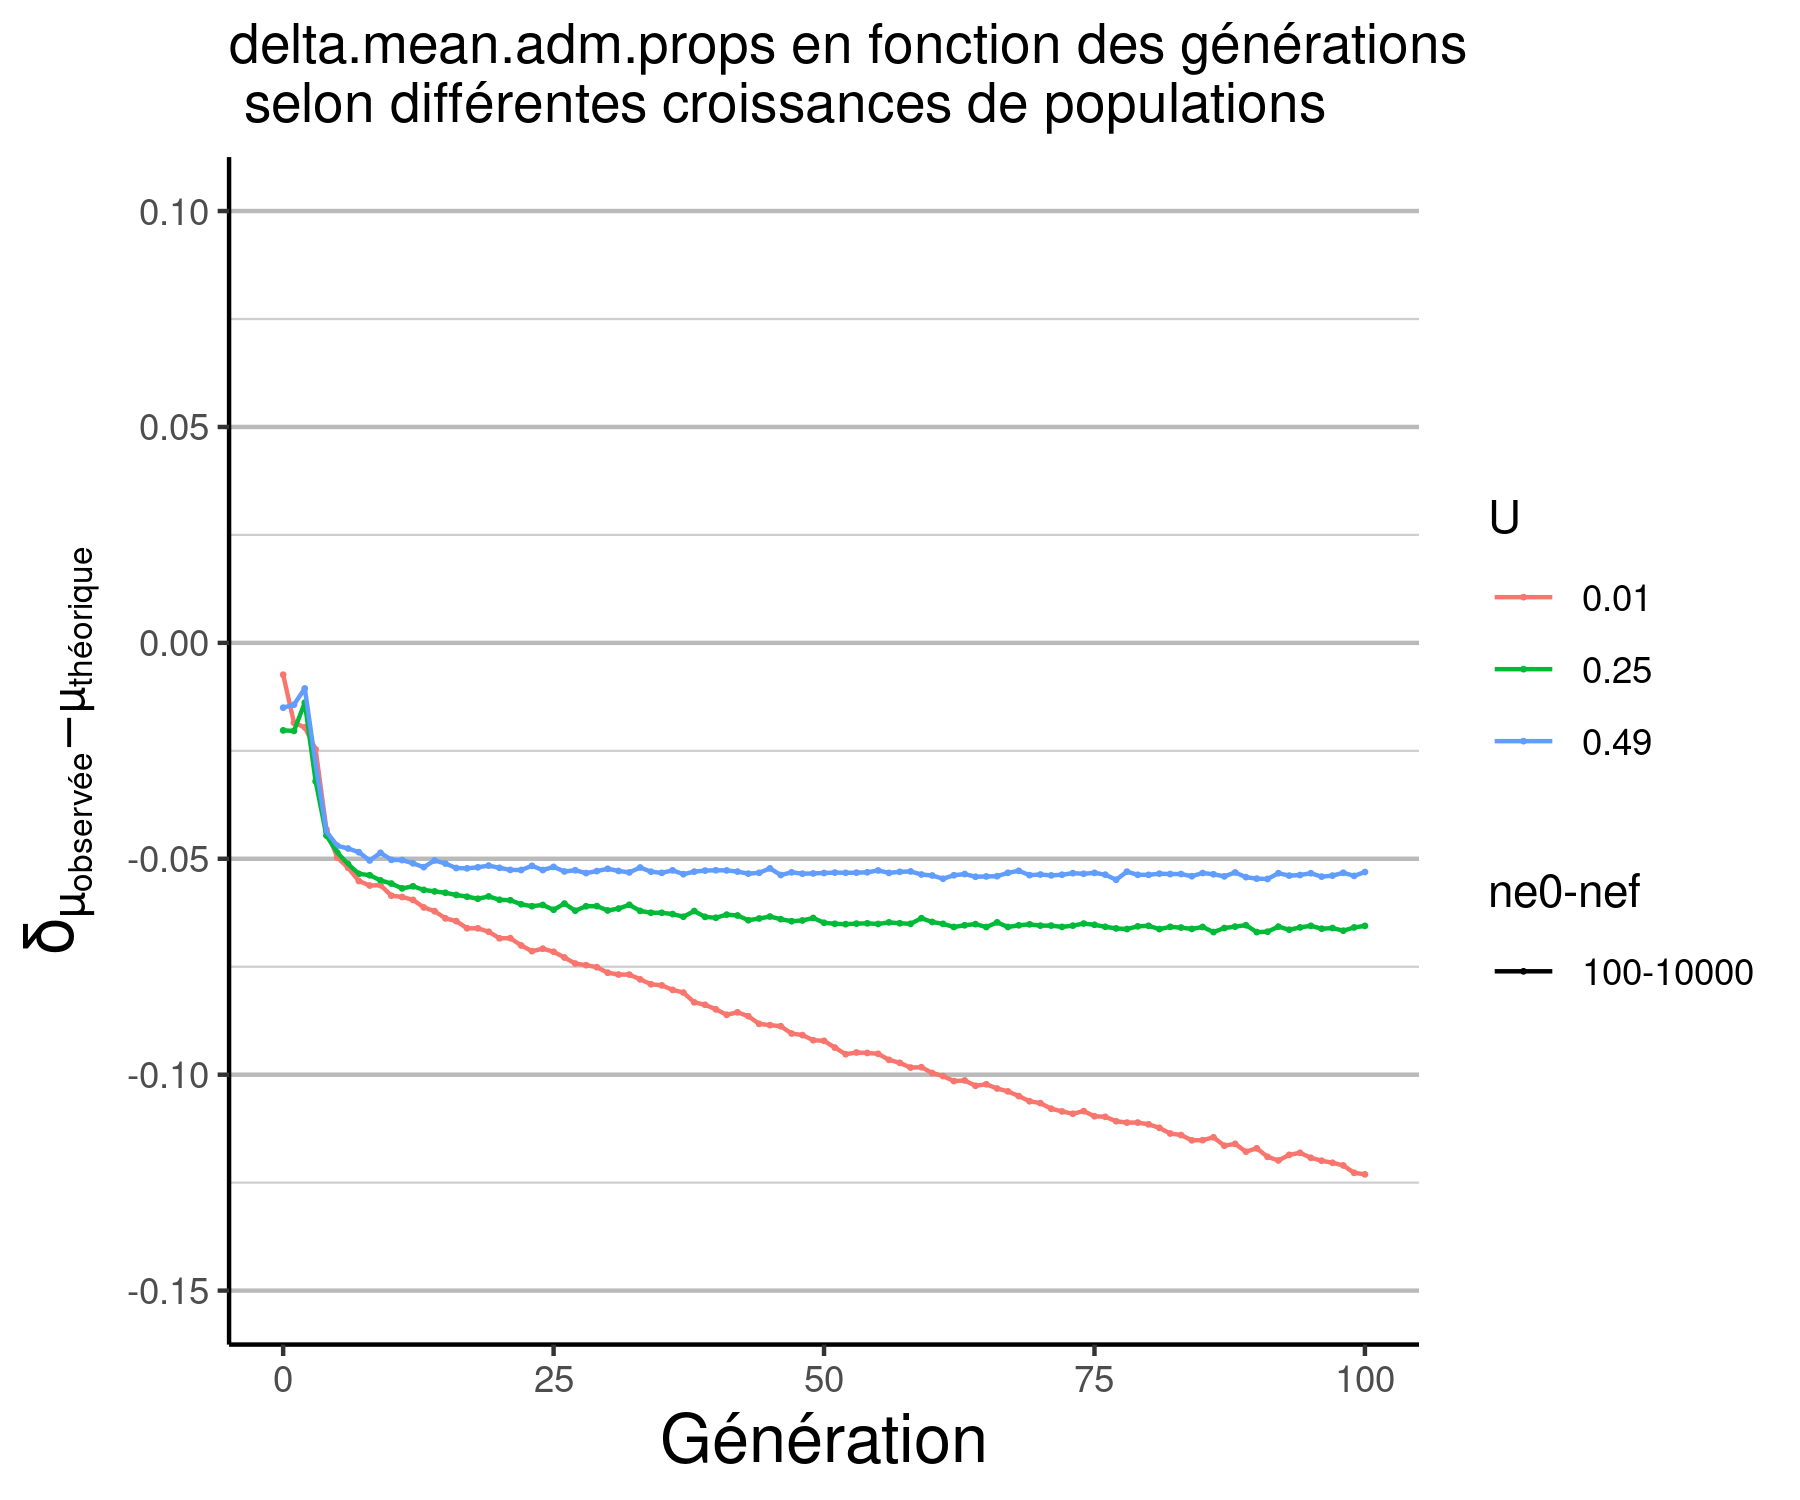 delta.mean.adm.props en fonction des générations
selon différentes croissances de populations
δμobservée−μthéorique
0.10
0.05
0.00
-0.05
-0.10
-0.15
0 25 50 75 100
Génération
U
0.01
0.25
0.49
ne0-nef
100-10000